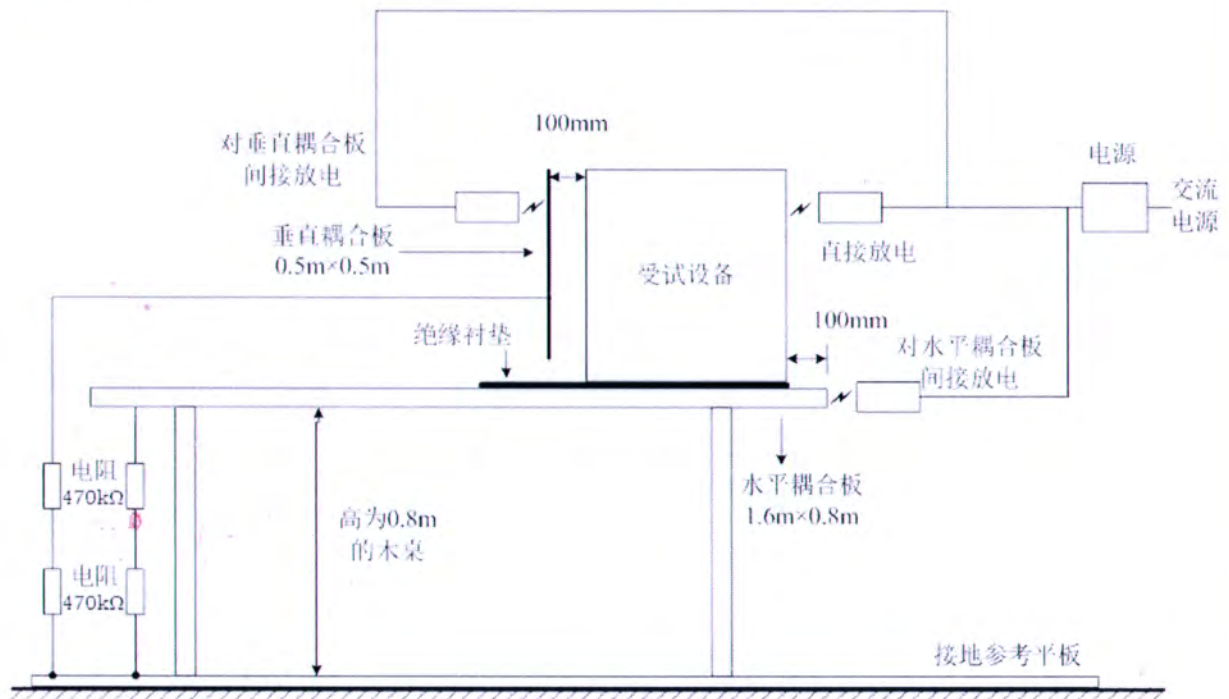 100mm
对垂直耦合板
间接放电
电源
交流
电源
垂直耦合板
0.5m×0.5m
受试设备
直接放电
100mm
绝缘衬垫
对水平耦合板
间接放电
电阻
470kΩ
水平耦合板
1.6m×0.8m
高为0.8m
的木桌
电阻
470kΩ
接地参考平板